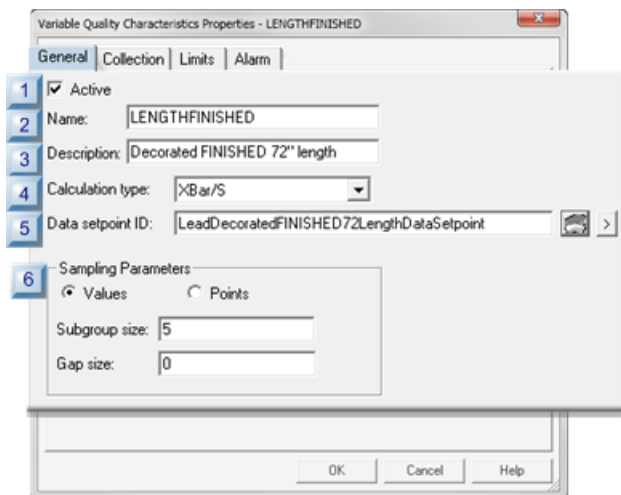 Variable Quality Characteristics Properties - LENGTHFINISHED
General Collection Limits Alarm
1 Active
2 Name: LENGTHFINISHED
3 Description: Decorated FINISHED 72" length
4 Calculation type: XBar/S
5 Data setpoint ID: LeadDecoratedFINISHED72LengthDataSetpoint >
6 Sampling Parameters
Values Points
Subgroup size: 5
Gap size: 0
OK Cancel Help